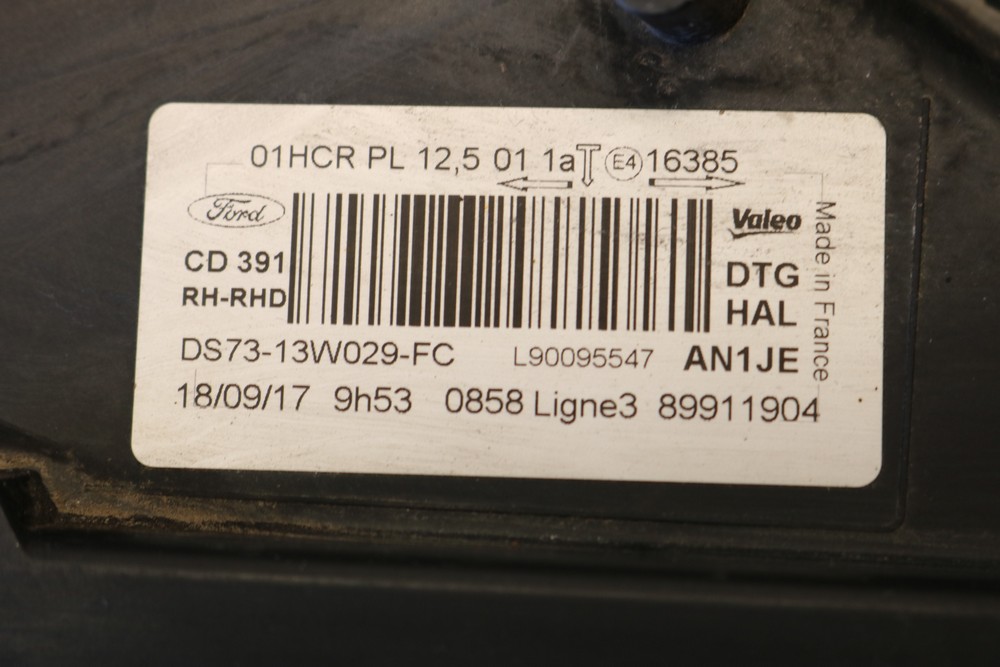 01HCR PL 12,5 01 1a E4 16385
Ford
CD 391
RH-RHD
Valeo
DTG
HAL
Made in France
DS73-13W029-FC L90095547 AN1JE
18/09/17 9h53 0858 Ligne3 89911904